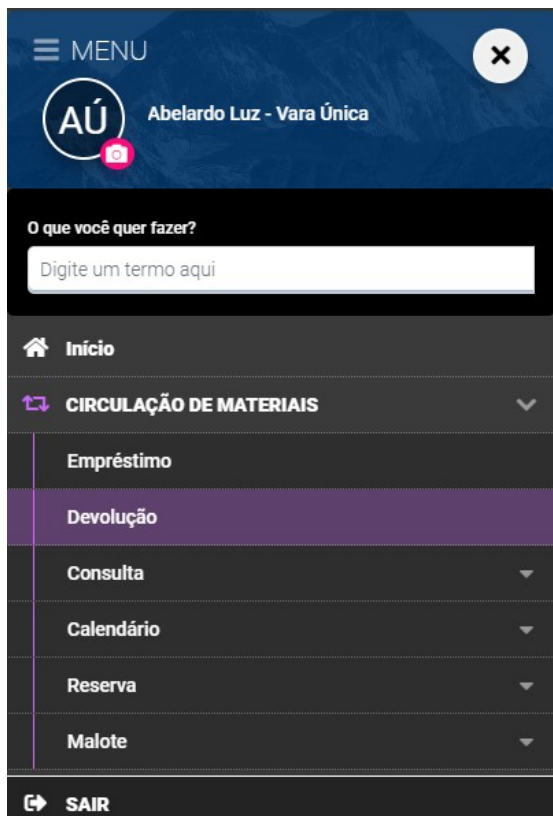 MENU
AÚ
Abelardo Luz - Vara Única
O que você quer fazer?
Digite um termo aqui
Início
CIRCULAÇÃO DE MATERIAIS
Empréstimo
Devolução
Consulta
Calendário
Reserva
Malote
SAIR